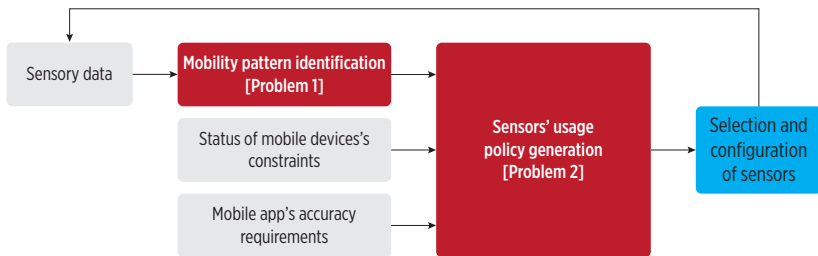 Sensory data
Mobility pattern identification
[Problem 1]
Status of mobile devices's
constraints
Mobile app's accuracy
requirements
Sensors' usage
policy generation
[Problem 2]
Selection and
configuration
of sensors